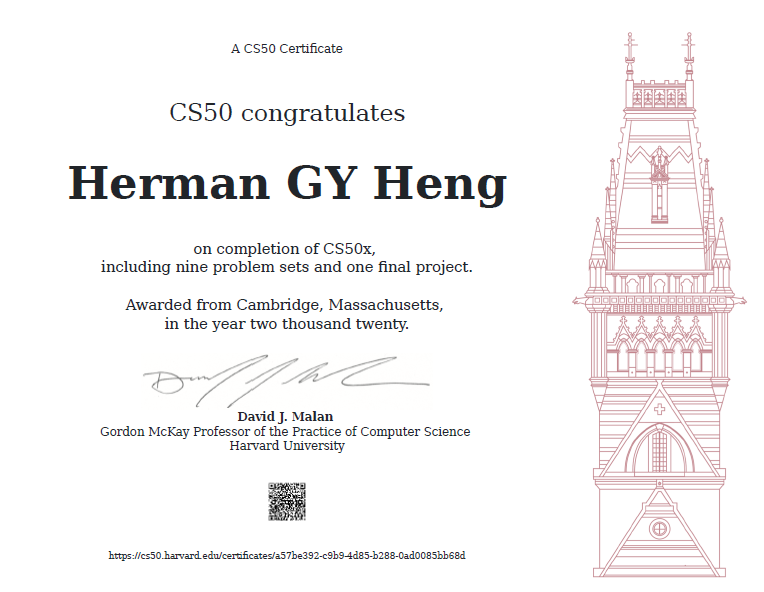 A CS50 Certificate
CS50 congratulates
Herman GY Heng
on completion of CS50x,
including nine problem sets and one final project.
Awarded from Cambridge, Massachusetts,
in the year two thousand twenty.
David J. Malan
Gordon McKay Professor of the Practice of Computer Science
Harvard University
https://cs50.harvard.edu/certificates/a57be392-c9b9-4d85-b288-0ad0085bb68d